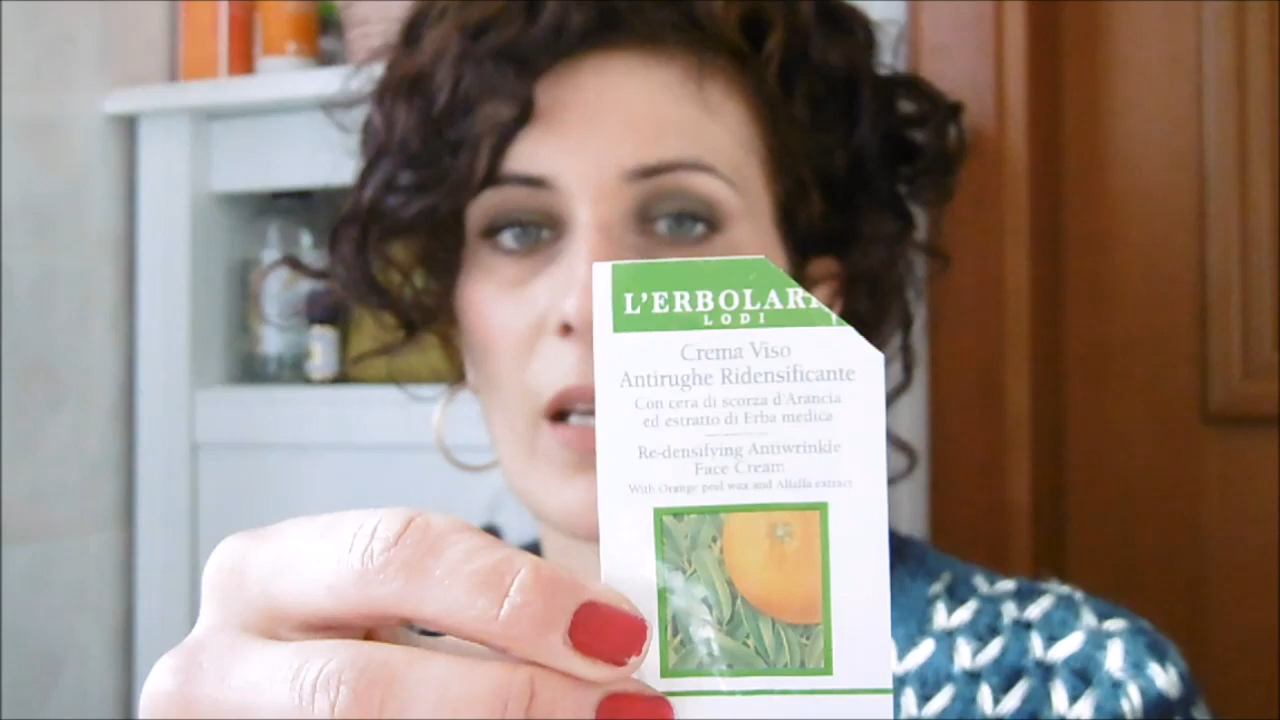 L'ERBOLARI
LODI
Crema Viso
Antirughe Ridensificante
Con cera di scorza d'Arancia
ed estratto di Erba medica
Re-densifying Antiwrinkle
Face Cream
With Orange peel wax and Alfalfa extract